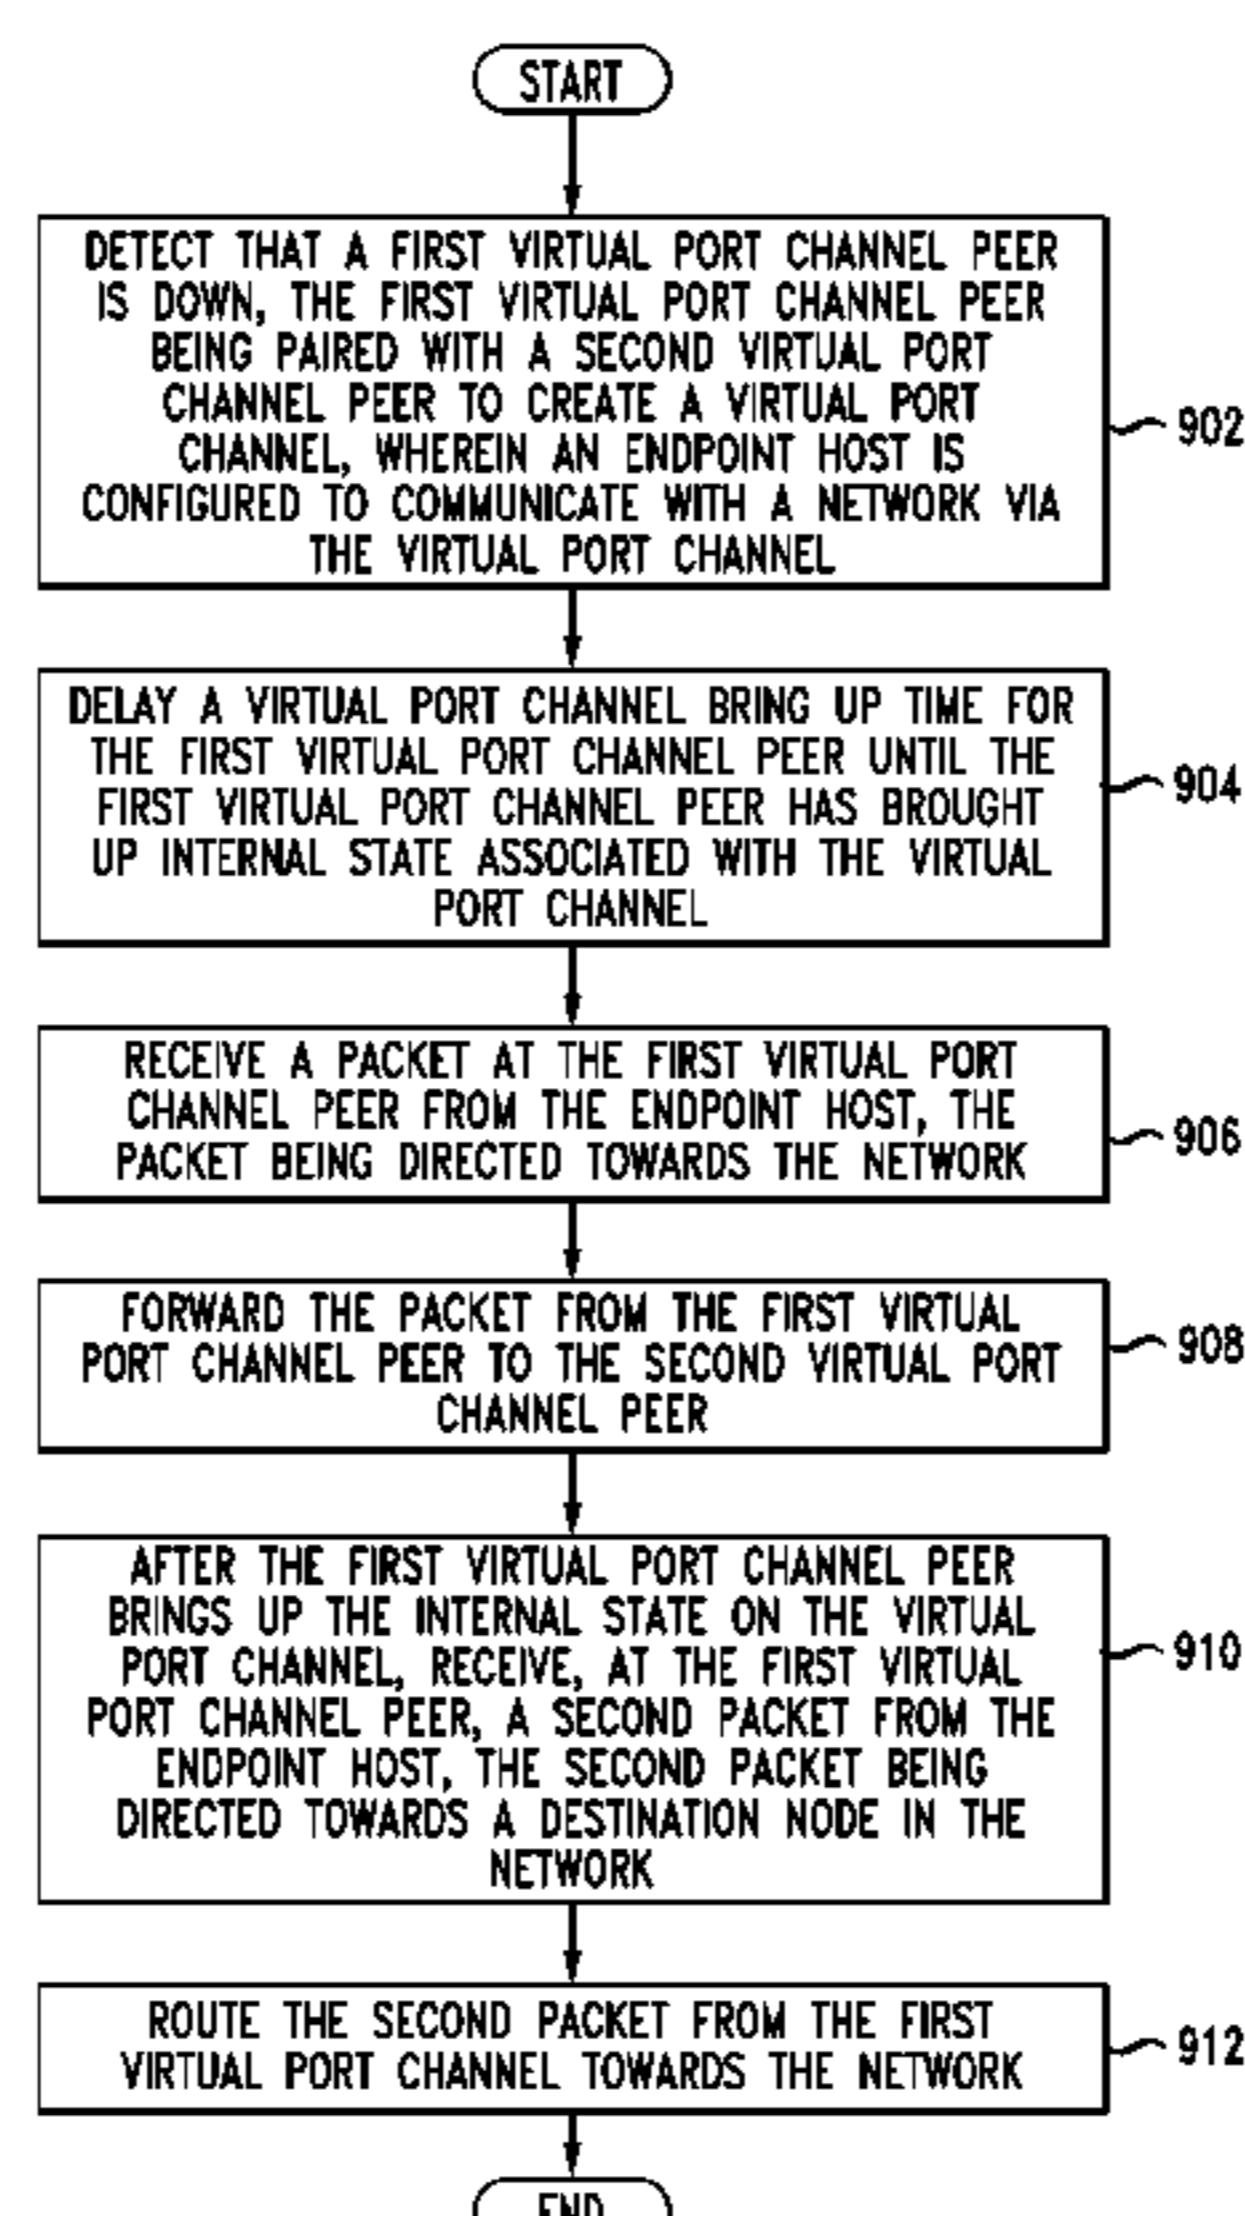 START
DETECT THAT A FIRST VIRTUAL PORT CHANNEL PEER
IS DOWN, THE FIRST VIRTUAL PORT CHANNEL PEER
BEING PAIRED WITH A SECOND VIRTUAL PORT
CHANNEL PEER TO CREATE A VIRTUAL PORT
CHANNEL, WHEREIN AN ENDPOINT HOST IS
CONFIGURED TO COMMUNICATE WITH A NETWORK VIA
THE VIRTUAL PORT CHANNEL
902
DELAY A VIRTUAL PORT CHANNEL BRING UP TIME FOR
THE FIRST VIRTUAL PORT CHANNEL PEER UNTIL THE
FIRST VIRTUAL PORT CHANNEL PEER HAS BROUGHT
UP INTERNAL STATE ASSOCIATED WITH THE VIRTUAL
PORT CHANNEL
904
RECEIVE A PACKET AT THE FIRST VIRTUAL PORT
CHANNEL PEER FROM THE ENDPOINT HOST, THE
PACKET BEING DIRECTED TOWARDS THE NETWORK
906
FORWARD THE PACKET FROM THE FIRST VIRTUAL
PORT CHANNEL PEER TO THE SECOND VIRTUAL PORT
CHANNEL PEER
908
AFTER THE FIRST VIRTUAL PORT CHANNEL PEER
BRINGS UP THE INTERNAL STATE ON THE VIRTUAL
PORT CHANNEL, RECEIVE, AT THE FIRST VIRTUAL
PORT CHANNEL PEER, A SECOND PACKET FROM THE
ENDPOINT HOST, THE SECOND PACKET BEING
DIRECTED TOWARDS A DESTINATION NODE IN THE
NETWORK
910
ROUTE THE SECOND PACKET FROM THE FIRST
VIRTUAL PORT CHANNEL TOWARDS THE NETWORK
912
END